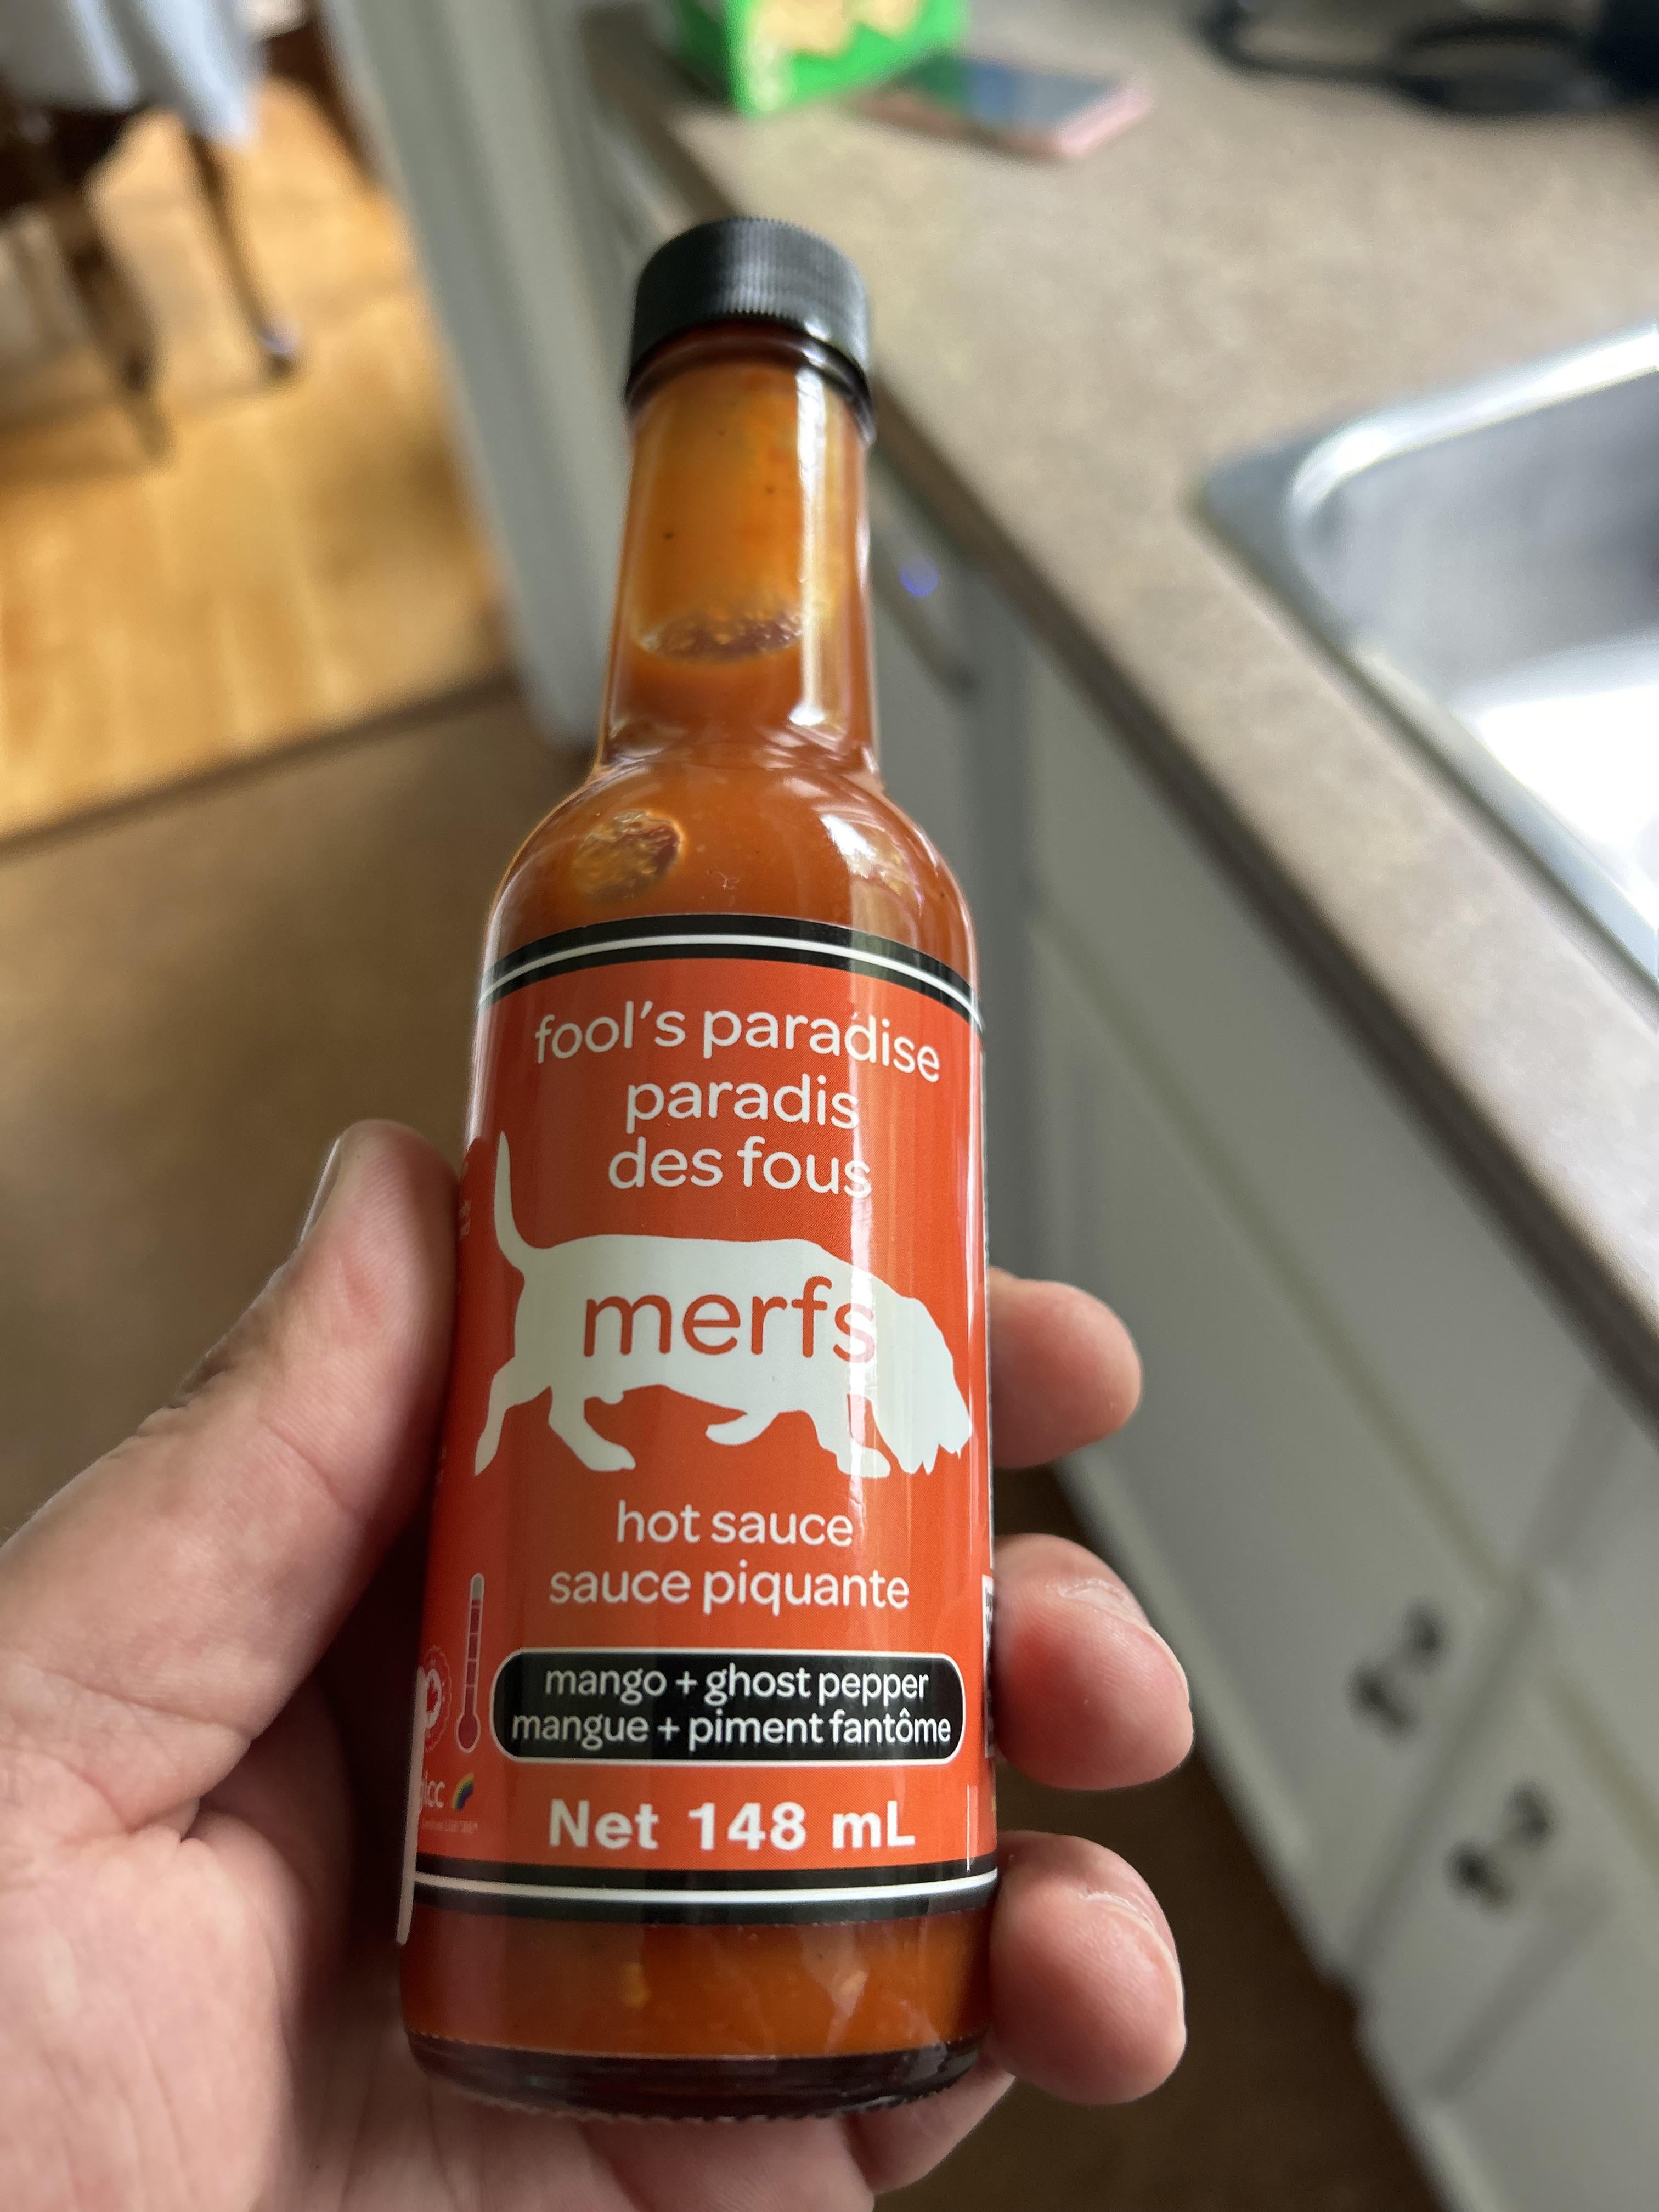 fool's paradise
paradis
des fous
merfs
hot sauce
sauce piquante
mango + ghost pepper
mangue + piment fantôme
Net 148 mL